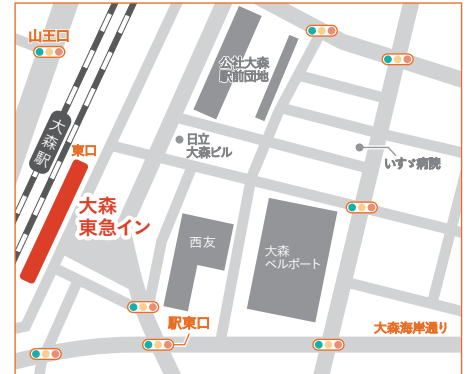 山王口
公社大森
駅前団地
大森駅
東口
日立
大森ビル
いすゞ病院
大森
東急イン
西友
大森
ベルポート
駅東口
大森海岸通り